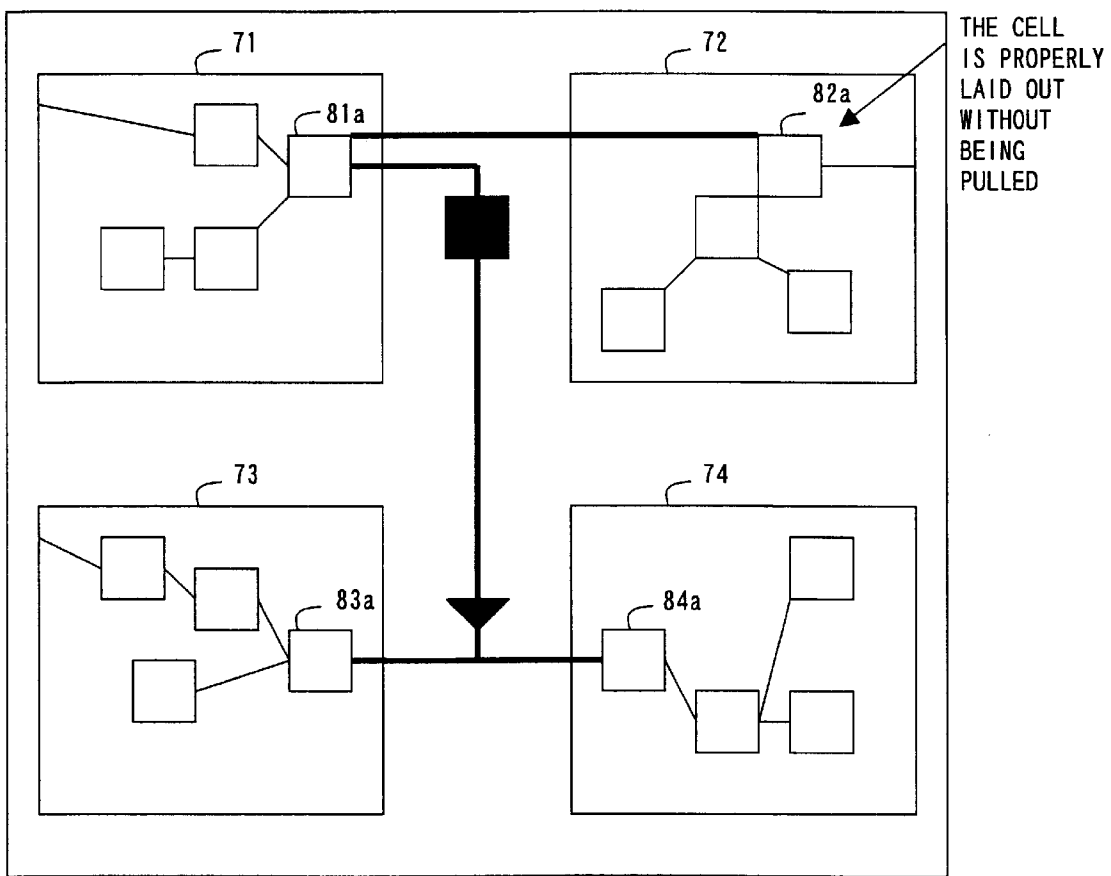 71
72
81a
82a
THE CELL
IS PROPERLY
LAID OUT
WITHOUT
BEING
PULLED
73
74
83a
84a